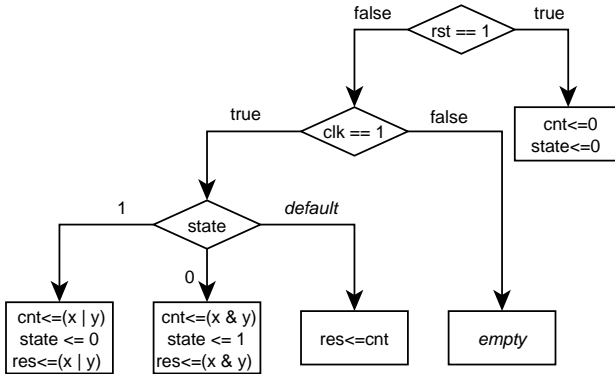 false
true
rst == 1
true
false
clk == 1
cnt<=0
state<=0
1
default
state
0
cnt<=(x | y)
state <= 0
res<=(x | y)
cnt<=(x & y)
state <= 1
res<=(x & y)
res<=cnt
empty